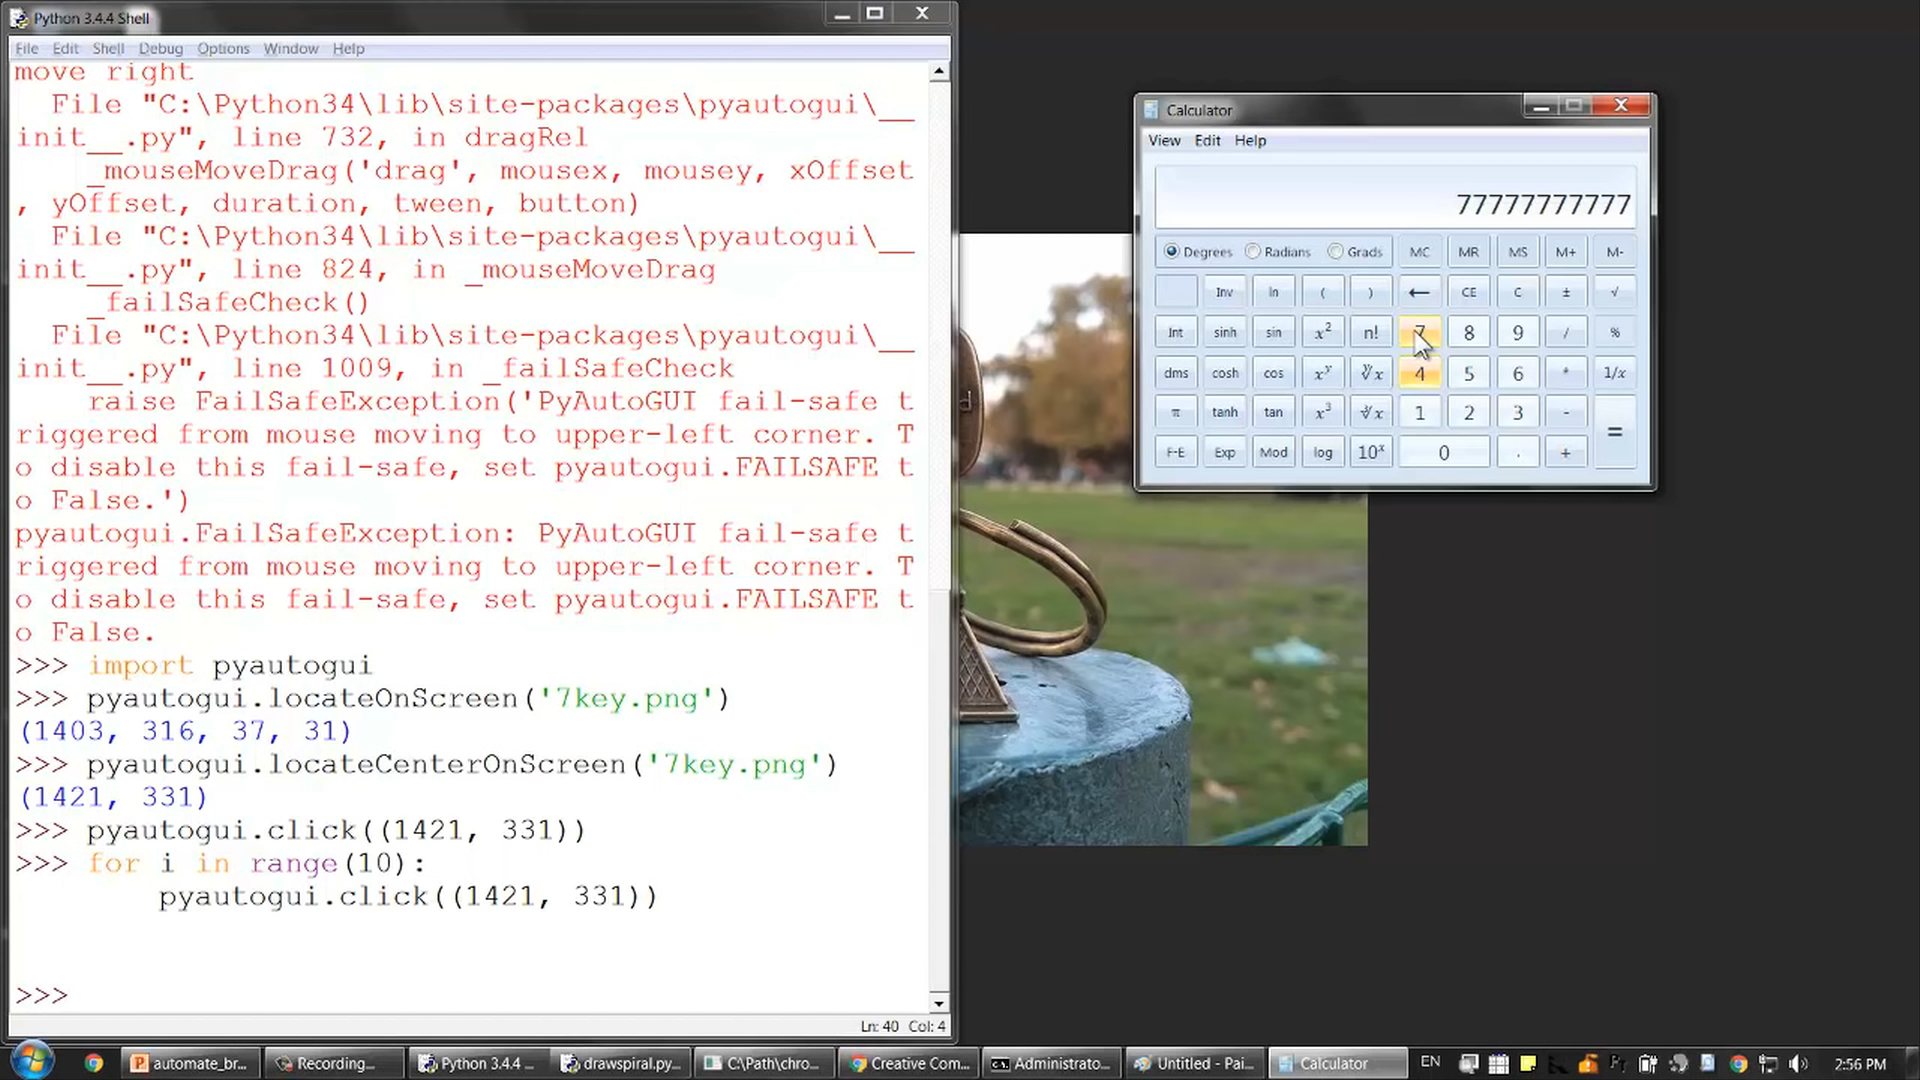 Python 3.4.4 Shell
File Edit Shell Debug Options Window Help
move right
File "C:\Python34\lib\site-packages\pyautogui\__
init__.py", line 732, in dragRel
_mouseMoveDrag('drag', mousex, mousey, xOffset
, yOffset, duration, tween, button)
File "C:\Python34\lib\site-packages\pyautogui\__
init__.py", line 824, in _mouseMoveDrag
_failSafeCheck()
File "C:\Python34\lib\site-packages\pyautogui\__
init__.py", line 1009, in _failSafeCheck
raise FailSafeException('PyAutoGUI fail-safe t
riggered from mouse moving to upper-left corner. T
o disable this fail-safe, set pyautogui.FAILSAFE t
o False.')
pyautogui.FailSafeException: PyAutoGUI fail-safe t
riggered from mouse moving to upper-left corner. T
o disable this fail-safe, set pyautogui.FAILSAFE t
o False.
>>> import pyautogui
>>> pyautogui.locateOnScreen('7key.png')
(1403, 316, 37, 31)
>>> pyautogui.locateCenterOnScreen('7key.png')
(1421, 331)
>>> pyautogui.click((1421, 331))
>>> for i in range(10):
pyautogui.click((1421, 331))
>>>
Ln: 40 Col: 4
Calculator
View Edit Help
77777777777
Degrees Radians Grads MC MR MS M+ M-
Inv ln ( ) ← CE C ± √
Int sinh sin x² n! 7 8 9 / %
dms cosh cos xʸ ʸ√x 4 5 6 * 1/x
π tanh tan x³ ³√x 1 2 3 - =
F-E Exp Mod log 10ˣ 0 . +
automate_br... Recording... Python 3.4.4 ... drawspiral.py... C:\Path\chro... Creative Com... Administrato... Untitled - Pai... Calculator EN 2:56 PM